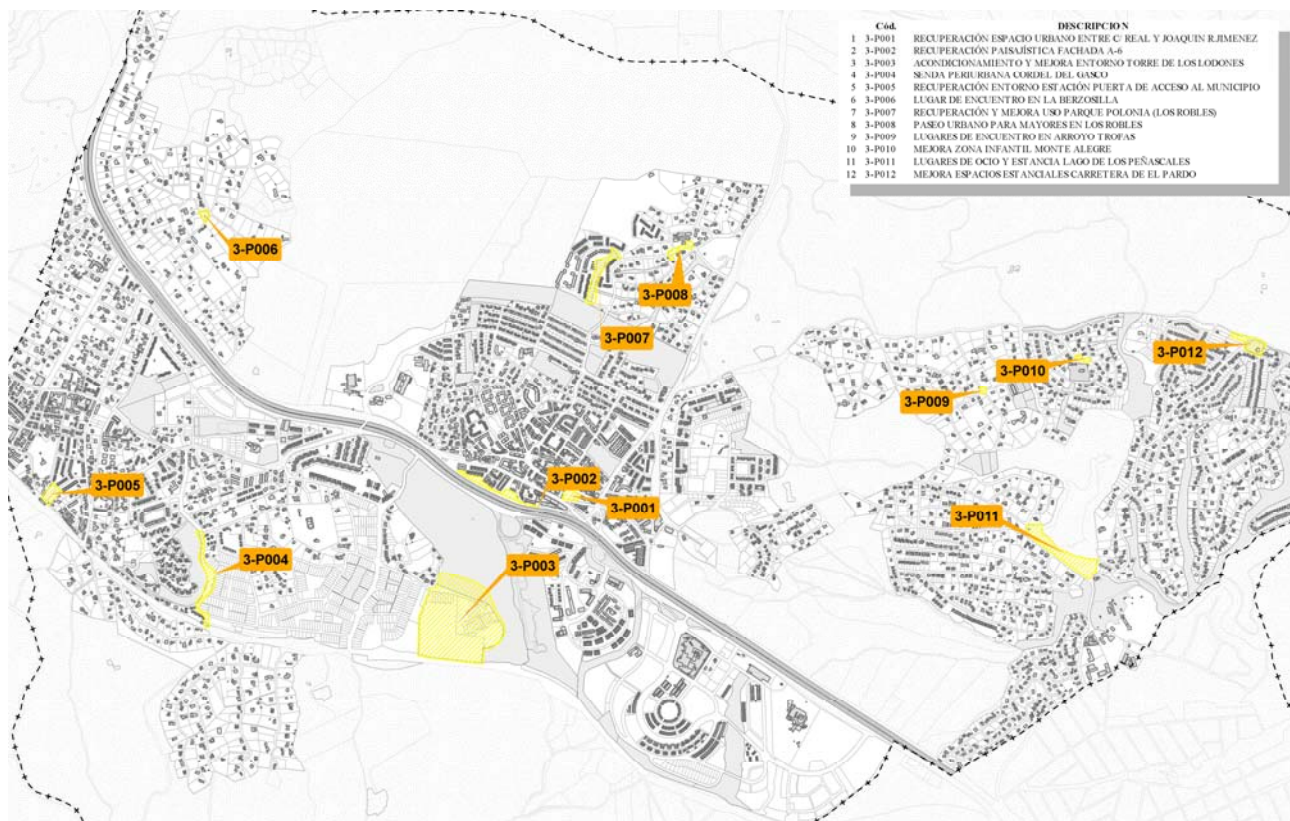 Cód. DESCRIPCION
1 3-P001 RECUPERACIÓN ESPACIO URBANO ENTRE C/ REAL Y JOAQUIN R.JIMENEZ
2 3-P002 RECUPERACIÓN PAISAJÍSTICA FACHADA A-6
3 3-P003 ACONDICIONAMIENTO Y MEJORA ENTORNO TORRE DE LOS LODONES
4 3-P004 SENDA PERIURBANA CORDEL DEL GASCO
5 3-P005 RECUPERACIÓN ENTORNO ESTACIÓN PUERTA DE ACCESO AL MUNICIPIO
6 3-P006 LUGAR DE ENCUENTRO EN LA BERZOSILLA
7 3-P007 RECUPERACIÓN Y MEJORA USO PARQUE POLONIA (LOS ROBLES)
8 3-P008 PASEO URBANO PARA MAYORES EN LOS ROBLES
9 3-P009 LUGARES DE ENCUENTRO EN ARROYO TROFAS
10 3-P010 MEJORA ZONA INFANTIL MONTE ALEGRE
11 3-P011 LUGARES DE OCIO Y ESTANCIA LAGO DE LOS PEÑASCALES
12 3-P012 MEJORA ESPACIOS ESTANCIALES CARRETERA DE EL PARDO
3-P006
3-P008
3-P007
3-P012
3-P010
3-P009
3-P002
3-P005
3-P001
3-P011
3-P004
3-P003